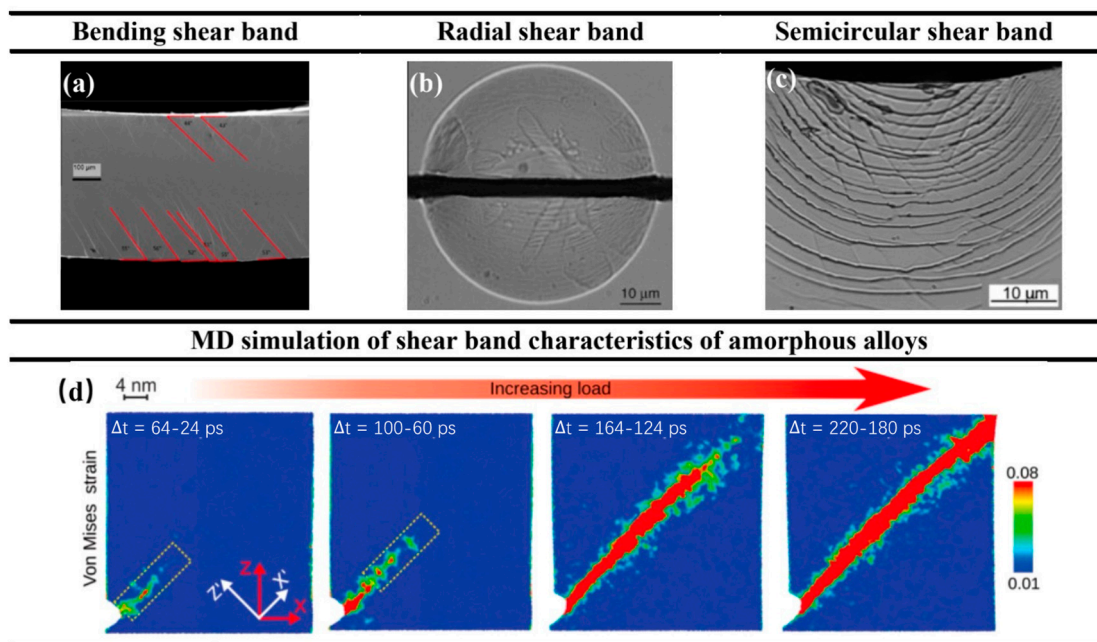 Bending shear band
Radial shear band
Semicircular shear band
(a)
(b)
(c)
100 μm
10 μm
10 μm
MD simulation of shear band characteristics of amorphous alloys
(d)
4 nm
Increasing load
Δt = 64-24 ps
Δt = 100-60 ps
Δt = 164-124 ps
Δt = 220-180 ps
Von Mises strain
Z'
Z
X'
X
0.08
0.01